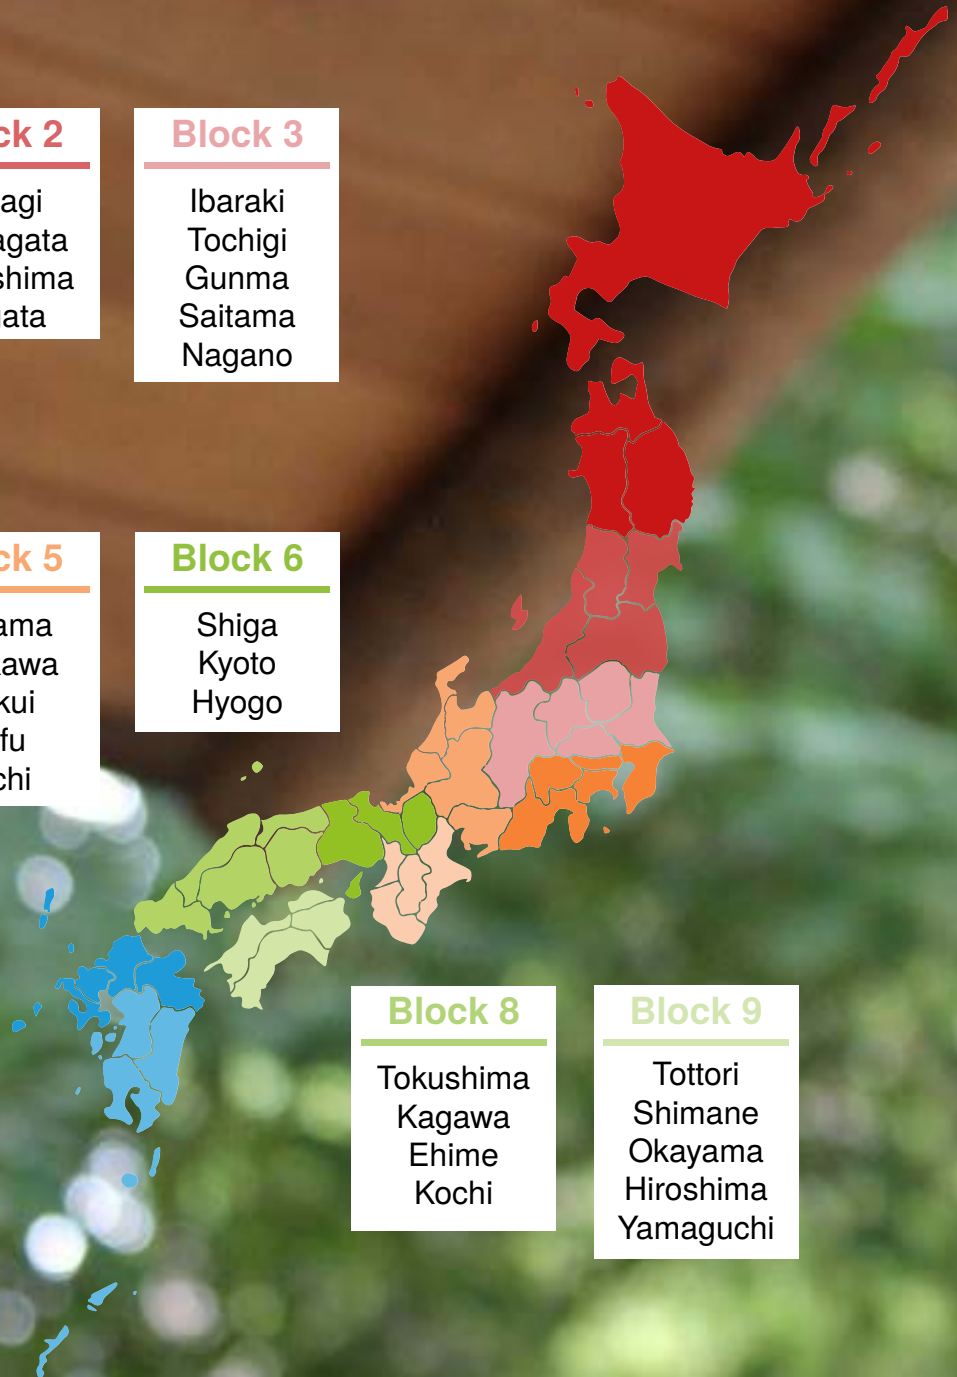 ck 2
agi
agata
shima
ata
Block 3
Ibaraki
Tochigi
Gunma
Saitama
Nagano
ck 5
ama
awa
kui
fu
chi
Block 6
Shiga
Kyoto
Hyogo
Block 8
Tokushima
Kagawa
Ehime
Kochi
Block 9
Tottori
Shimane
Okayama
Hiroshima
Yamaguchi